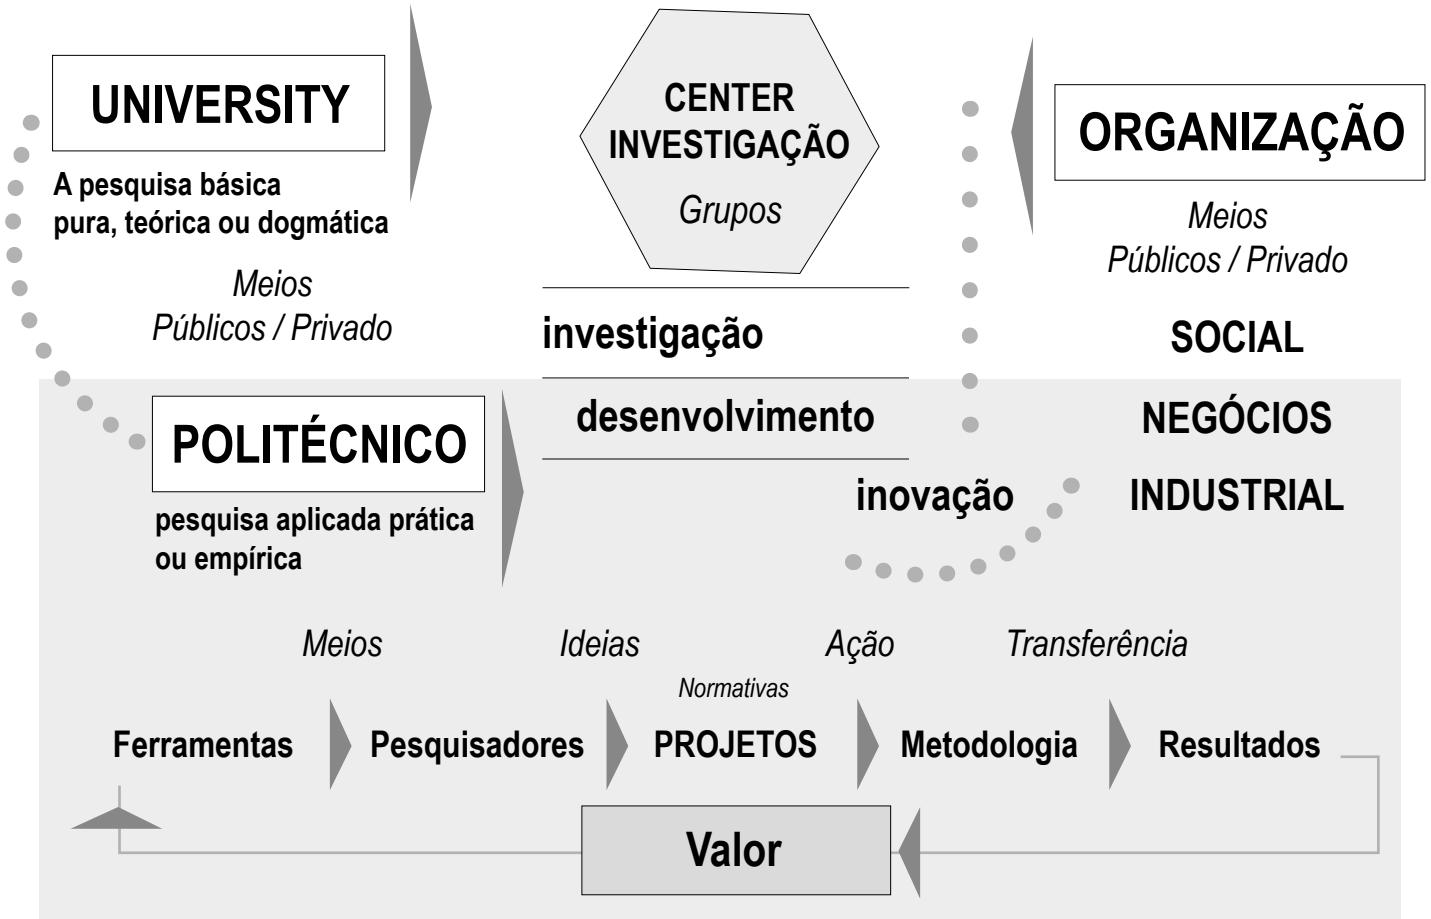 UNIVERSITY
A pesquisa básica
pura, teórica ou dogmática
Meios
Públicos / Privado
CENTER
INVESTIGAÇÃO
Grupos
ORGANIZAÇÃO
Meios
Públicos / Privado
investigação
desenvolvimento
inovação
SOCIAL
NEGÓCIOS
INDUSTRIAL
POLITÉCNICO
pesquisa aplicada prática
ou empírica
Meios
Ideias
Ação
Transferência
Normativas
Ferramentas
Pesquisadores
PROJETOS
Metodologia
Resultados
Valor